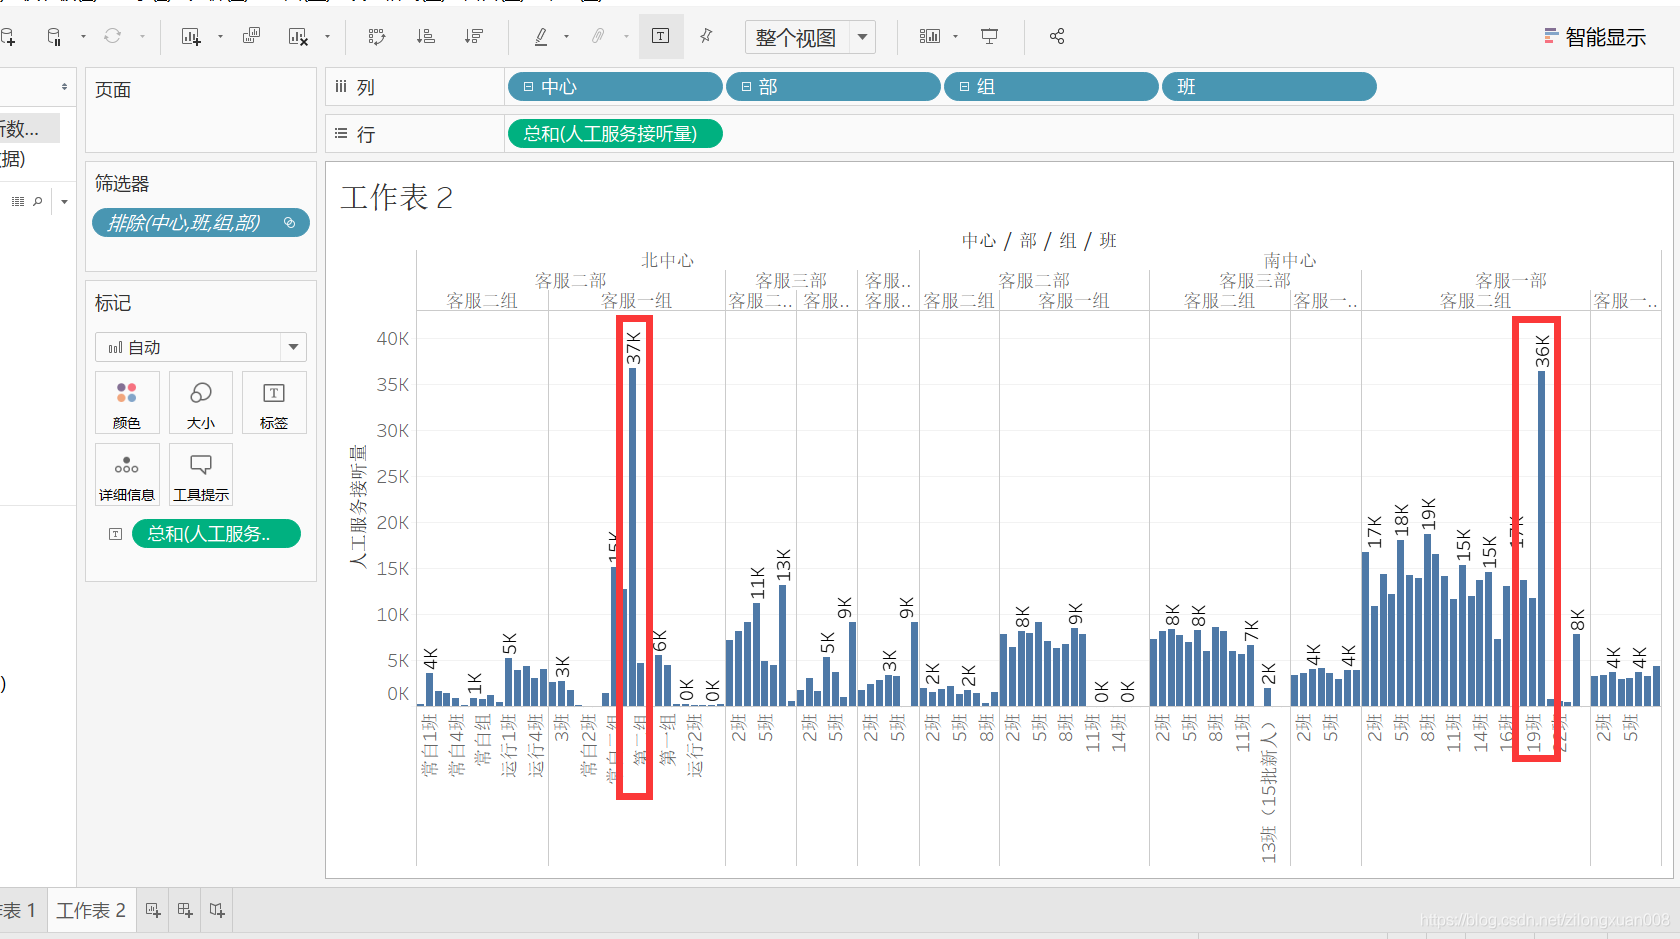 整个视图
智能显示
页面
列
中心
部
组
班
行
总和(人工服务接听量)
听数...
据)
筛选器
排除(中心,班,组,部)
工作表 2
标记
自动
颜色
大小
标签
详细信息
工具提示
总和(人工服务..
)
中心 / 部 / 组 / 班
北中心
南中心
客服二部
客服三部
客服..
客服二部
客服三部
客服一部
客服二组
客服一组
客服二..
客服..
客服..
客服二组
客服一组
客服二组
客服一..
客服二组
客服一..
人工服务接听量
40K
35K
30K
25K
20K
15K
10K
5K
0K
4K
1K
5K
3K
15K
37K
6K
0K
0K
11K
13K
5K
9K
3K
9K
2K
2K
8K
9K
0K
0K
8K
8K
7K
2K
4K
4K
17K
18K
19K
15K
15K
17K
36K
8K
4K
4K
常白1班
常白4班
常白组
运行1班
运行4班
3班
常白2班
常白二组
第二组
第一组
运行2班
2班
5班
2班
5班
2班
5班
2班
5班
8班
2班
5班
8班
11班
14班
2班
5班
8班
11班
13班（15批新人）
2班
5班
2班
5班
8班
11班
14班
16班
19班
22班
2班
5班
作表 1
工作表 2
https://blog.csdn.net/zilongxuan008